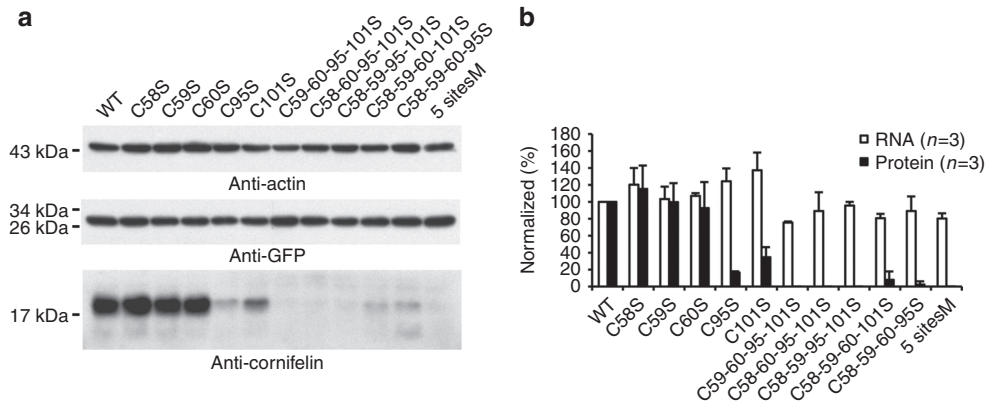 a
WT
C58S
C59S
C60S
C95S
C101S
C59-60-95-101S
C58-60-95-101S
C58-59-95-101S
C58-59-60-101S
C58-59-60-95S
5 sitesM
43 kDa
Anti-actin
34 kDa
26 kDa
Anti-GFP
17 kDa
Anti-cornifelin
b
Normalized (%)
180
160
140
120
100
80
60
40
20
0
RNA (n=3)
Protein (n=3)
WT
C58S
C59S
C60S
C95S
C101S
C59-60-95-101S
C58-60-95-101S
C58-59-95-101S
C58-59-60-101S
C58-59-60-95S
5 sitesM